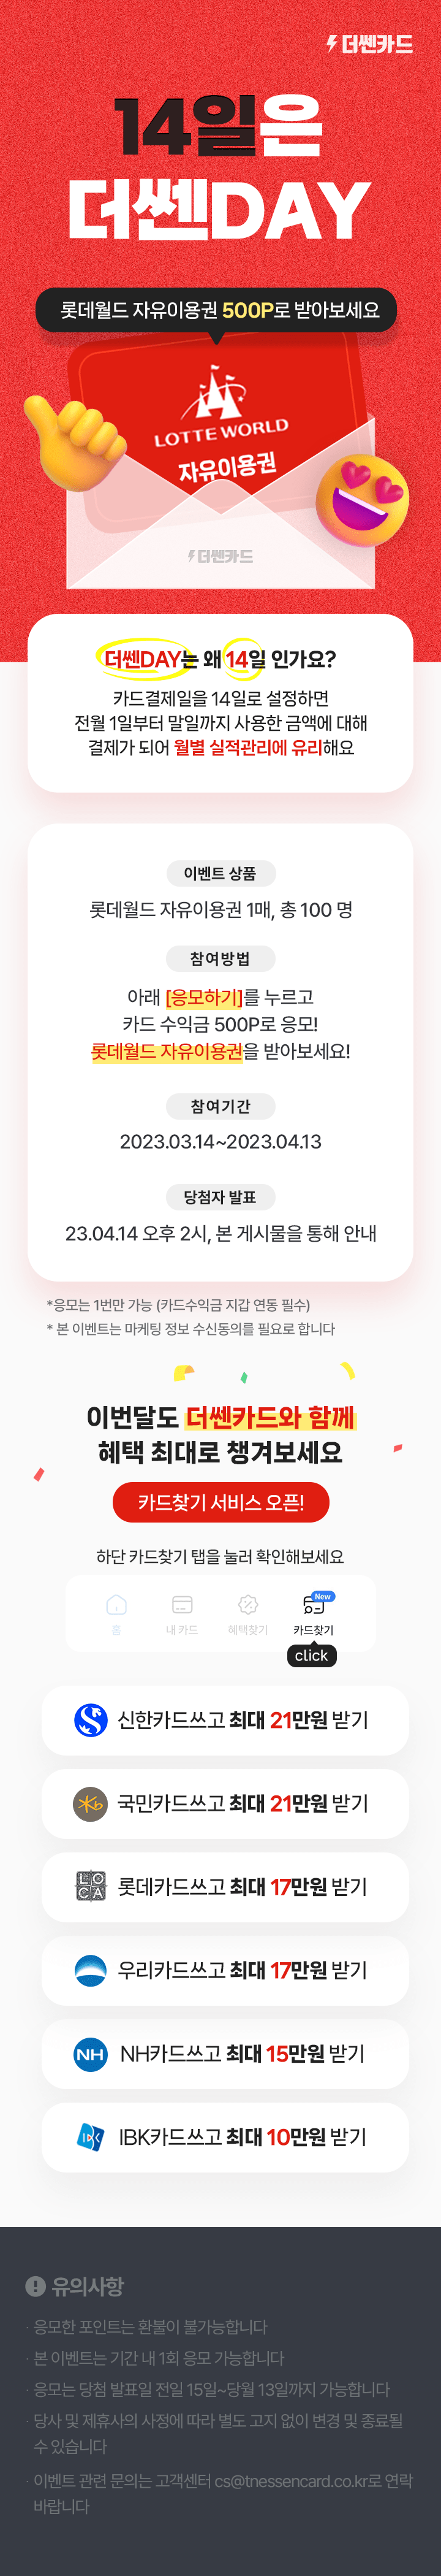 더쎈카드
14일은
더쎈DAY
롯데월드 자유이용권 500P로 받아보세요
LOTTE WORLD
자유이용권
더쎈카드
더쎈DAY는 왜 14일 인가요?
카드결제일을 14일로 설정하면
전월 1일부터 말일까지 사용한 금액에 대해
결제가 되어 월별 실적관리에 유리해요
이벤트 상품
롯데월드 자유이용권 1매, 총 100 명
참여방법
아래 [응모하기]를 누르고
카드 수익금 500P로 응모!
롯데월드 자유이용권을 받아보세요!
참여기간
2023.03.14~2023.04.13
당첨자 발표
23.04.14 오후 2시, 본 게시물을 통해 안내
*응모는 1번만 가능 (카드수익금 지갑 연동 필수)
* 본 이벤트는 마케팅 정보 수신동의를 필요로 합니다
이번달도 더쎈카드와 함께
혜택 최대로 챙겨보세요
카드찾기 서비스 오픈!
하단 카드찾기 탭을 눌러 확인해보세요
New
홈 내 카드 혜택찾기 카드찾기
click
신한카드쓰고 최대 21만원 받기
Kb 국민카드쓰고 최대 21만원 받기
LOCA 롯데카드쓰고 최대 17만원 받기
우리카드쓰고 최대 17만원 받기
NH NH카드쓰고 최대 15만원 받기
IBK IBK카드쓰고 최대 10만원 받기
유의사항
· 응모한 포인트는 환불이 불가능합니다
· 본 이벤트는 기간 내 1회 응모 가능합니다
· 응모는 당첨 발표일 전일 15일~당월 13일까지 가능합니다
· 당사 및 제휴사의 사정에 따라 별도 고지 없이 변경 및 종료될
수 있습니다
· 이벤트 관련 문의는 고객센터 cs@tnessencard.co.kr로 연락
바랍니다